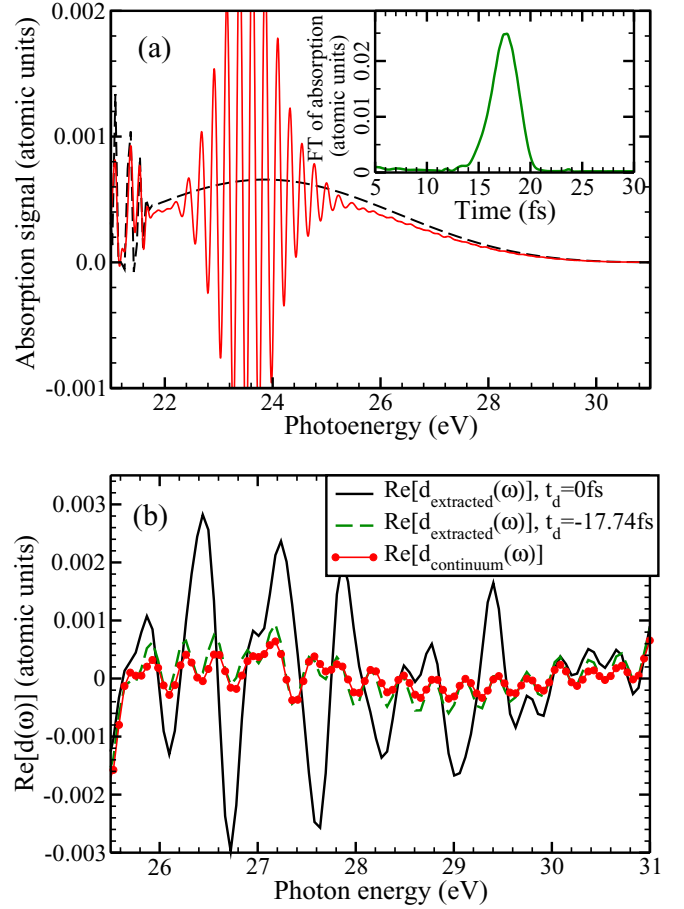 0.002
0.001
0.0
-0.001
Absorption signal (atomic units)
(a)
FT of absorption
(atomic units)
0.02
0.01
0
5 10 15 20 25 30
Time (fs)
22 24 26 28 30
Photoenergy (eV)
0.003
0.002
0.001
0
-0.001
-0.002
-0.003
Re[d(ω)] (atomic units)
(b)
Re[d_extracted(ω)], t_d=0fs
Re[d_extracted(ω)], t_d=-17.74fs
Re[d_continuum(ω)]
26 27 28 29 30 31
Photon energy (eV)